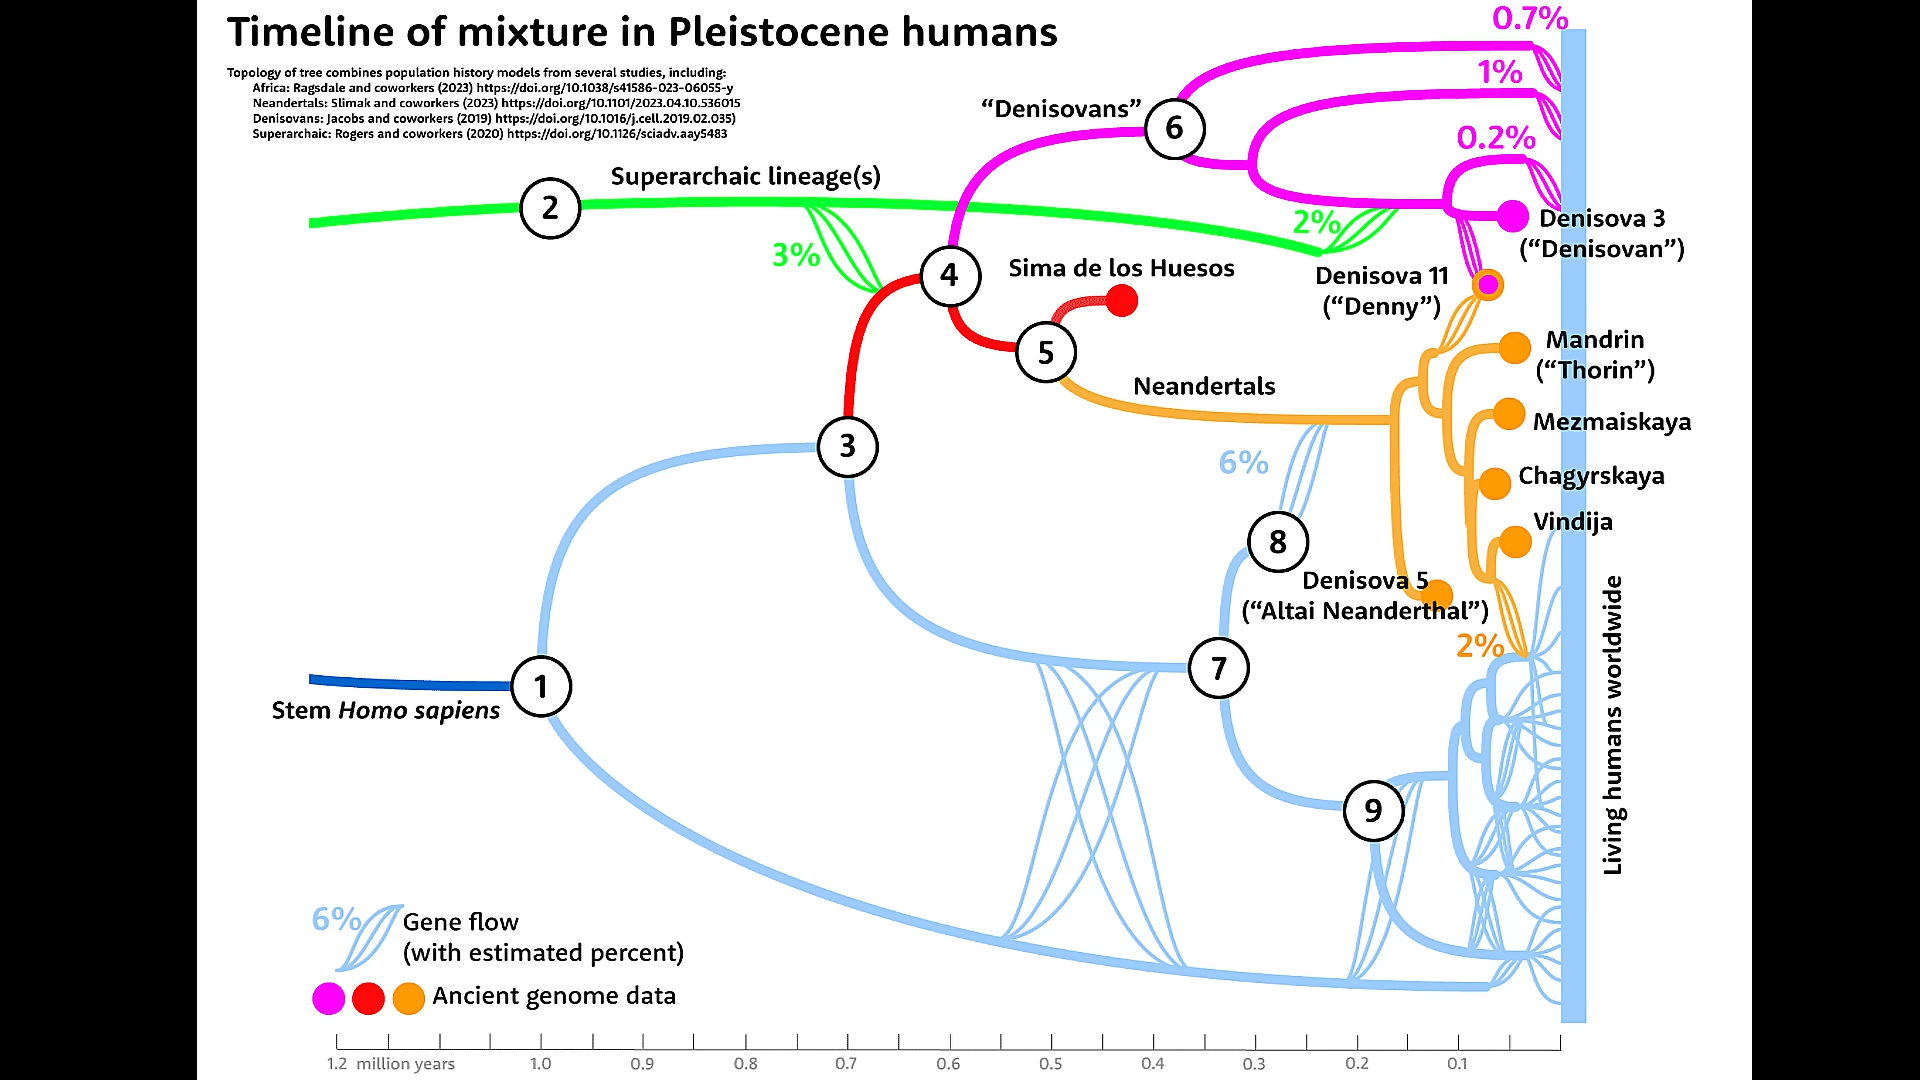 Timeline of mixture in Pleistocene humans
Topology of tree combines population history models from several studies, including:
Africa: Ragsdale and coworkers (2023) https://doi.org/10.1038/s41586-023-06055-y
Neandertals: Slimak and coworkers (2023) https://doi.org/10.1101/2023.04.10.536015
Denisovans: Jacobs and coworkers (2019) https://doi.org/10.1016/j.cell.2019.02.035)
Superarchaic: Rogers and coworkers (2020) https://doi.org/10.1126/sciadv.aay5483
0.7%
1%
“Denisovans”
6
0.2%
Superarchaic lineage(s)
2
2%
Denisova 3
(“Denisovan”)
3%
4
Sima de los Huesos
Denisova 11
(“Denny”)
5
Mandrin
(“Thorin”)
Neandertals
Mezmaiskaya
3
6%
Chagyrskaya
Vindija
8
Denisova 5
(“Altai Neanderthal”)
2%
7
1
Stem Homo sapiens
Living humans worldwide
9
6%
Gene flow
(with estimated percent)
Ancient genome data
1.2 million years 1.0 0.9 0.8 0.7 0.6 0.5 0.4 0.3 0.2 0.1